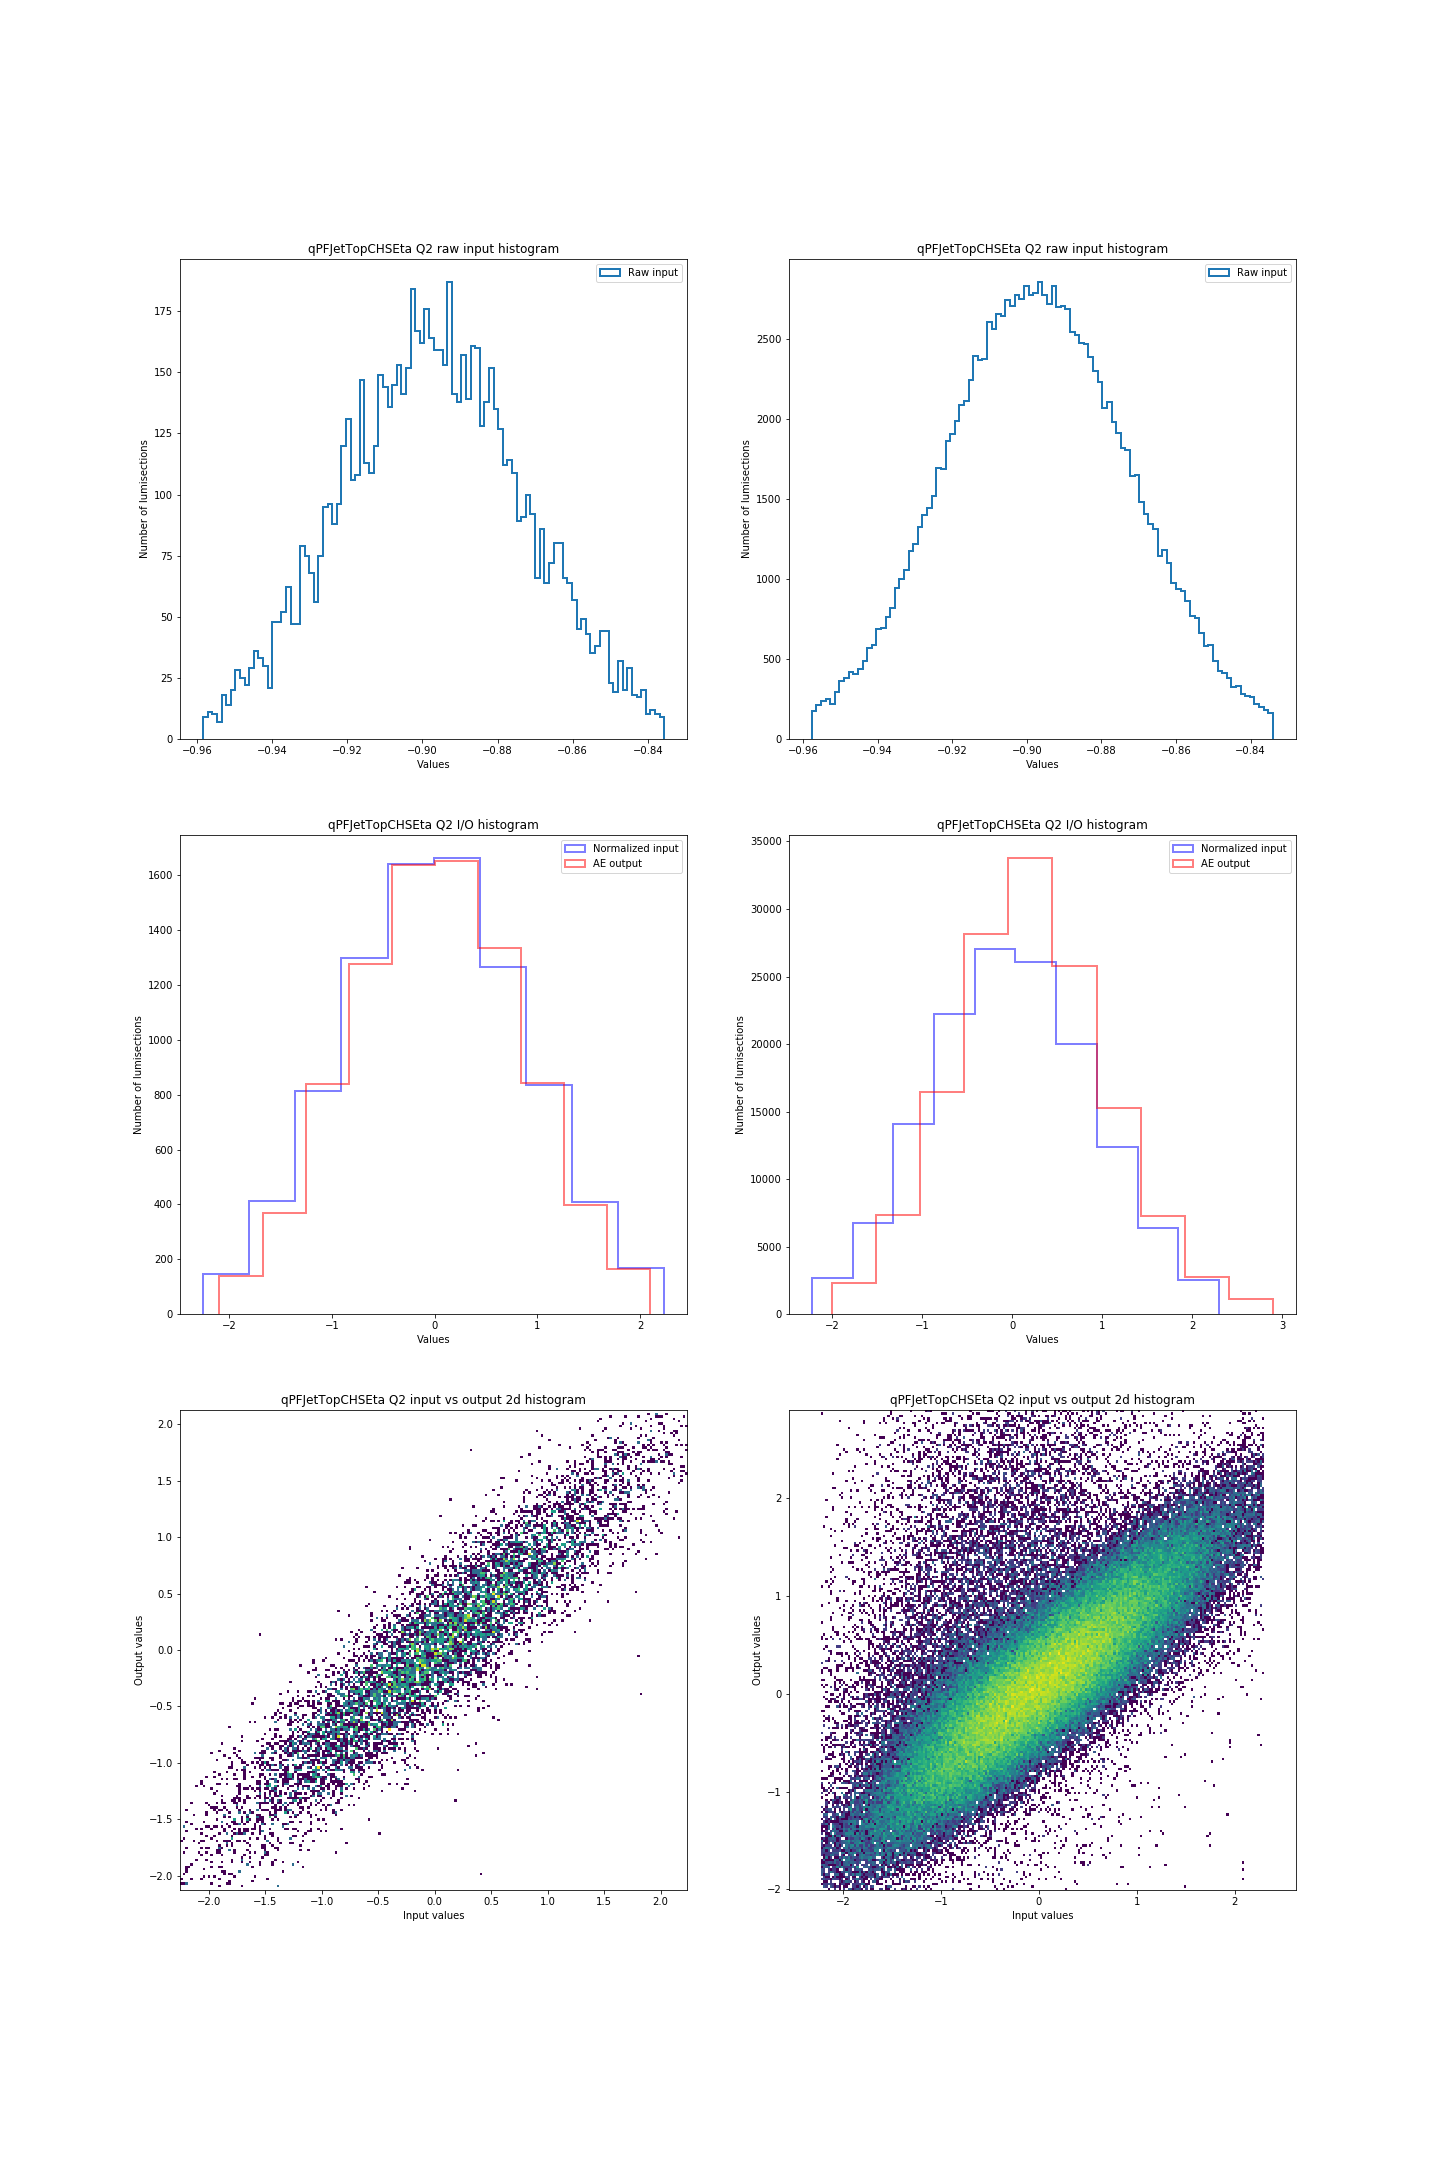 qPFJetTopCHSEta Q2 raw input histogram
Raw input
Number of lumisections
175
150
125
100
75
50
25
0
−0.96 −0.94 −0.92 −0.90 −0.88 −0.86 −0.84
Values
qPFJetTopCHSEta Q2 raw input histogram
Raw input
Number of lumisections
2500
2000
1500
1000
500
0
−0.96 −0.94 −0.92 −0.90 −0.88 −0.86 −0.84
Values
qPFJetTopCHSEta Q2 I/O histogram
Normalized input
AE output
Number of lumisections
1600
1400
1200
1000
800
600
400
200
0
−2 −1 0 1 2
Values
qPFJetTopCHSEta Q2 I/O histogram
Normalized input
AE output
Number of lumisections
35000
30000
25000
20000
15000
10000
5000
0
−2 −1 0 1 2 3
Values
qPFJetTopCHSEta Q2 input vs output 2d histogram
Output values
2.0
1.5
1.0
0.5
0.0
−0.5
−1.0
−1.5
−2.0
−2.0 −1.5 −1.0 −0.5 0.0 0.5 1.0 1.5 2.0
Input values
qPFJetTopCHSEta Q2 input vs output 2d histogram
Output values
2
1
0
−1
−2
−2 −1 0 1 2
Input values